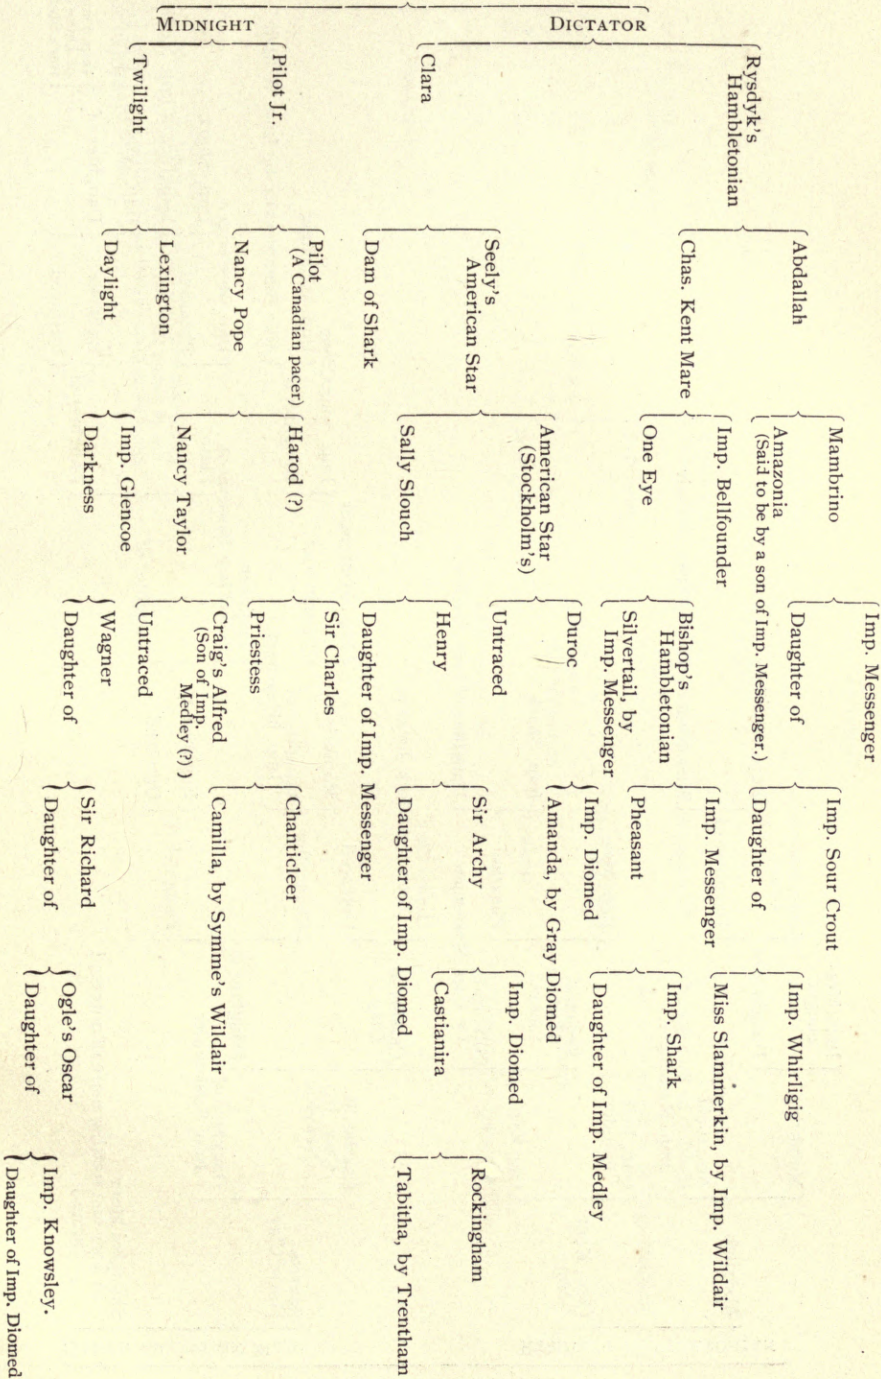 DICTATOR
MIDNIGHT
Rysdyk's
Hambletonian
Clara
Pilot Jr.
Twilight
Abdallah
Chas. Kent Mare
Seely's
American Star
Dam of Shark
Pilot
(A Canadian pacer)
Nancy Pope
Lexington
Daylight
Mambrino
Amazonia
(Said to be by a son of Imp. Messenger.)
Imp. Bellfounder
One Eye
American Star
(Stockholm's)
Sally Slouch
Harod (?)
Nancy Taylor
Imp. Glencoe
Darkness
Imp. Messenger
Daughter of
Bishop's
Hambletonian
Silvertail, by
Imp. Messenger
Duroc
Untraced
Henry
Daughter of Imp. Messenger
Sir Charles
Priestess
Craig's Alfred
(Son of Imp.
Medley (?) )
Untraced
Wagner
Daughter of
Imp. Sour Crout
Daughter of
Imp. Messenger
Pheasant
Imp. Diomed
Amanda, by Gray Diomed
Sir Archy
Daughter of Imp. Diomed
Chanticleer
Camilla, by Symme's Wildair
Sir Richard
Daughter of
Imp. Whirligig
Miss Slammerkin, by Imp. Wildair
Imp. Shark
Daughter of Imp. Medley
Imp. Diomed
Castianira
Ogle's Oscar
Daughter of
Rockingham
Tabitha, by Trentham
Imp. Knowsley.
Daughter of Imp. Diomed